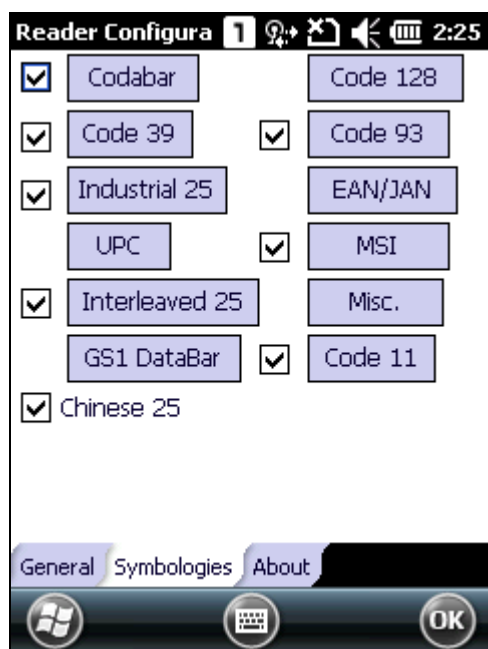 Reader Configura 1 2:25
Codabar Code 128
Code 39 Code 93
Industrial 25 EAN/JAN
UPC MSI
Interleaved 25 Misc.
GS1 DataBar Code 11
Chinese 25
General Symbologies About
OK